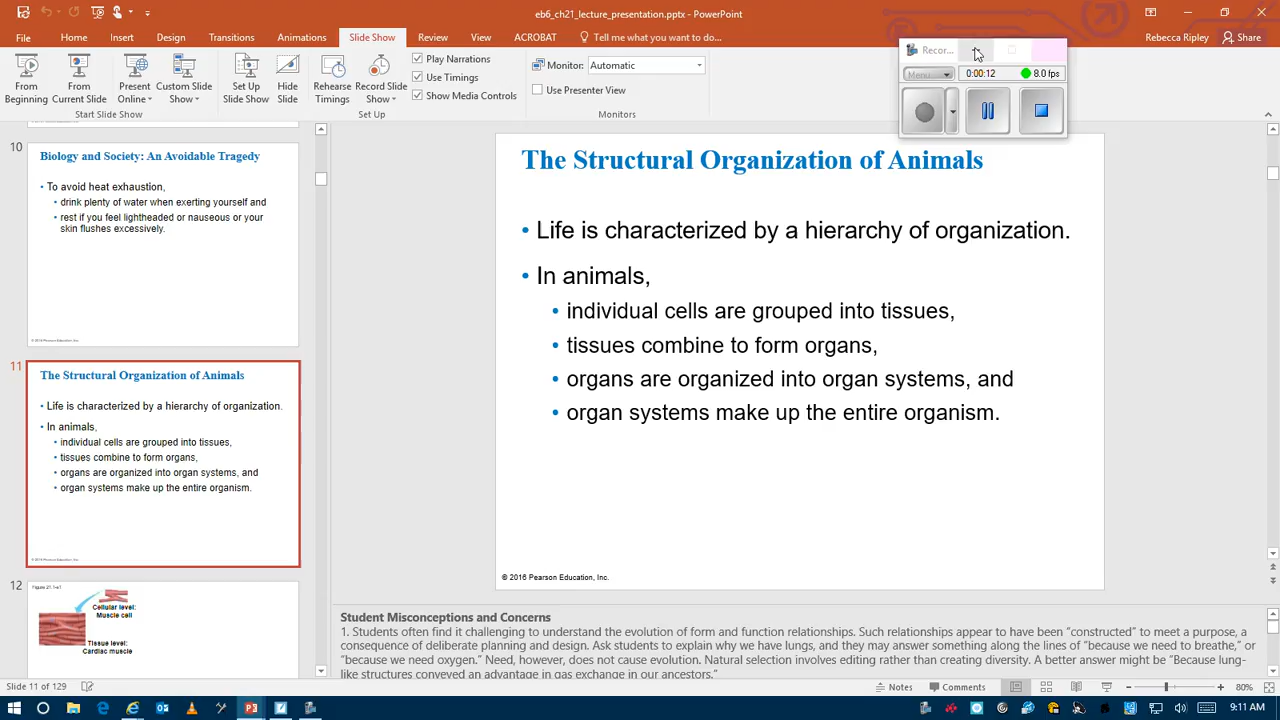 eb6_ch21_lecture_presentation.pptx - PowerPoint
File Home Insert Design Transitions Animations Slide Show Review View ACROBAT Tell me what you want to do... Rebecca Ripley Share
From Beginning
From Current Slide
Present Online
Custom Slide Show
Set Up Slide Show
Hide Slide
Rehearse Timings
Record Slide Show
Play Narrations
Use Timings
Show Media Controls
Monitor: Automatic
Use Presenter View
Start Slide Show
Set Up
Monitors
Recor...
Menu 0:00:12 8.0 fps
10
Biology and Society: An Avoidable Tragedy
• To avoid heat exhaustion,
• drink plenty of water when exerting yourself and
• rest if you feel lightheaded or nauseous or your
skin flushes excessively.
© 2016 Pearson Education, Inc.
11
The Structural Organization of Animals
• Life is characterized by a hierarchy of organization.
• In animals,
• individual cells are grouped into tissues,
• tissues combine to form organs,
• organs are organized into organ systems, and
• organ systems make up the entire organism.
© 2016 Pearson Education, Inc.
12
Cellular level:
Muscle cell
Tissue level:
Cardiac muscle
The Structural Organization of Animals
• Life is characterized by a hierarchy of organization.
• In animals,
• individual cells are grouped into tissues,
• tissues combine to form organs,
• organs are organized into organ systems, and
• organ systems make up the entire organism.
© 2016 Pearson Education, Inc.
Student Misconceptions and Concerns
1. Students often find it challenging to understand the evolution of form and function relationships. Such relationships appear to have been “constructed” to meet a purpose, a
consequence of deliberate planning and design. Ask students to explain why we have lungs, and they may answer something along the lines of “because we need to breathe,” or
“because we need oxygen.” Need, however, does not cause evolution. Natural selection involves editing rather than creating diversity. A better answer might be “Because lung-
like structures conveyed an advantage in gas exchange in our ancestors.”
Slide 11 of 129 Notes Comments 80%
9:11 AM